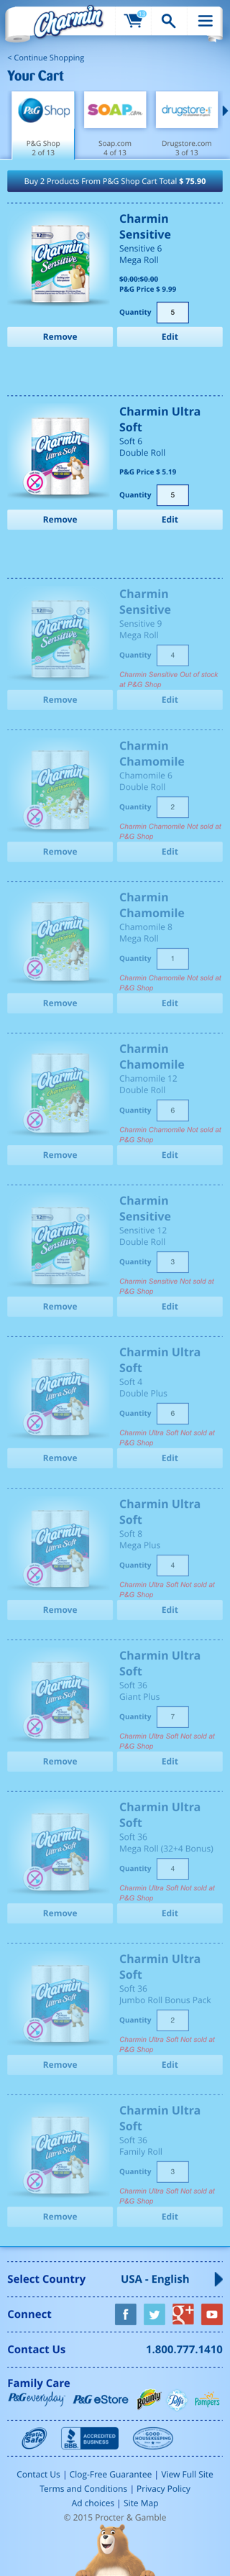 Charmin
13
< Continue Shopping
Your Cart
P&G Shop
SOAP.com
drugstore
P&G Shop
2 of 13
Soap.com
4 of 13
Drugstore.com
3 of 13
Buy 2 Products From P&G Shop Cart Total $ 75.90
Charmin
Sensitive
Sensitive 6
Mega Roll
$0.00-$0.00
P&G Price $ 9.99
Quantity 5
Remove Edit
Charmin Ultra
Soft
Soft 6
Double Roll
P&G Price $ 5.19
Quantity 5
Remove Edit
Charmin
Sensitive
Sensitive 9
Mega Roll
Quantity 4
Charmin Sensitive Out of stock
at P&G Shop
Remove Edit
Charmin
Chamomile
Chamomile 6
Double Roll
Quantity 2
Charmin Chamomile Not sold at
P&G Shop
Remove Edit
Charmin
Chamomile
Chamomile 8
Mega Roll
Quantity 1
Charmin Chamomile Not sold at
P&G Shop
Remove Edit
Charmin
Chamomile
Chamomile 12
Double Roll
Quantity 6
Charmin Chamomile Not sold at
P&G Shop
Remove Edit
Charmin
Sensitive
Sensitive 12
Double Roll
Quantity 3
Charmin Sensitive Not sold at
P&G Shop
Remove Edit
Charmin Ultra
Soft
Soft 4
Double Plus
Quantity 6
Charmin Ultra Soft Not sold at
P&G Shop
Remove Edit
Charmin Ultra
Soft
Soft 8
Mega Plus
Quantity 4
Charmin Ultra Soft Not sold at
P&G Shop
Remove Edit
Charmin Ultra
Soft
Soft 36
Giant Plus
Quantity 7
Charmin Ultra Soft Not sold at
P&G Shop
Remove Edit
Charmin Ultra
Soft
Soft 36
Mega Roll (32+4 Bonus)
Quantity 4
Charmin Ultra Soft Not sold at
P&G Shop
Remove Edit
Charmin Ultra
Soft
Soft 36
Jumbo Roll Bonus Pack
Quantity 2
Charmin Ultra Soft Not sold at
P&G Shop
Remove Edit
Charmin Ultra
Soft
Soft 36
Family Roll
Quantity 3
Charmin Ultra Soft Not sold at
P&G Shop
Remove Edit
Select Country USA - English
Connect
Contact Us 1.800.777.1410
Family Care
P&G everyday P&G eStore Bounty Puffs Pampers
Septic Safe BBB. ACCREDITED BUSINESS GOOD HOUSEKEEPING
Contact Us | Clog-Free Guarantee | View Full Site
Terms and Conditions | Privacy Policy
Ad choices | Site Map
© 2015 Procter & Gamble